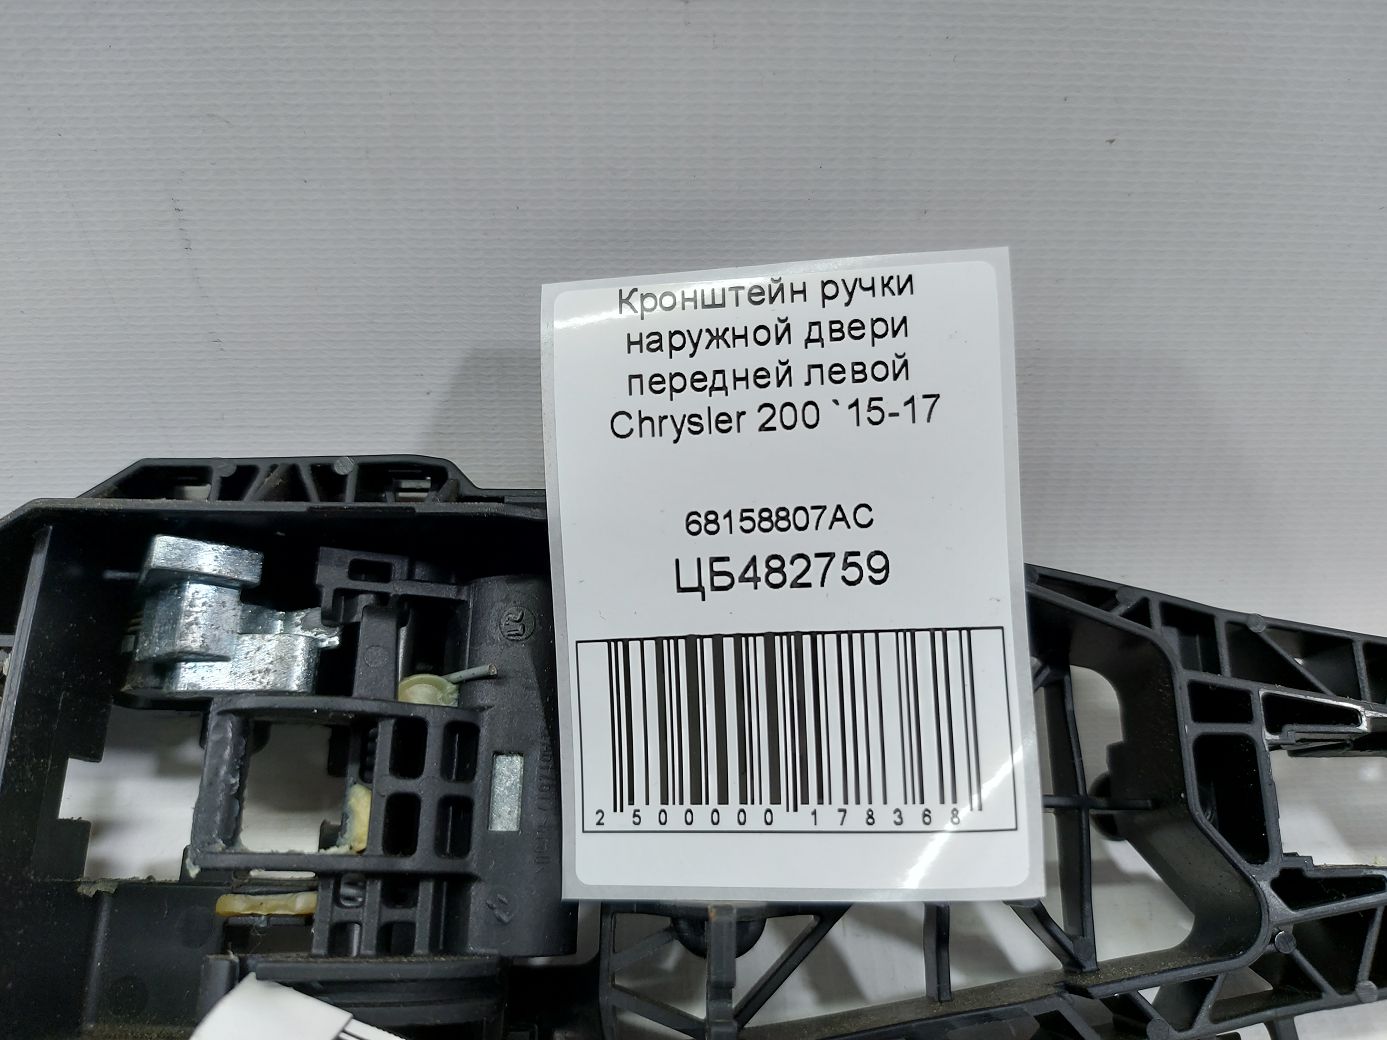 Кронштейн ручки
наружной двери
передней левой
Chrysler 200 `15-17
68158807AC
ЦБ482759
2 500000 178368